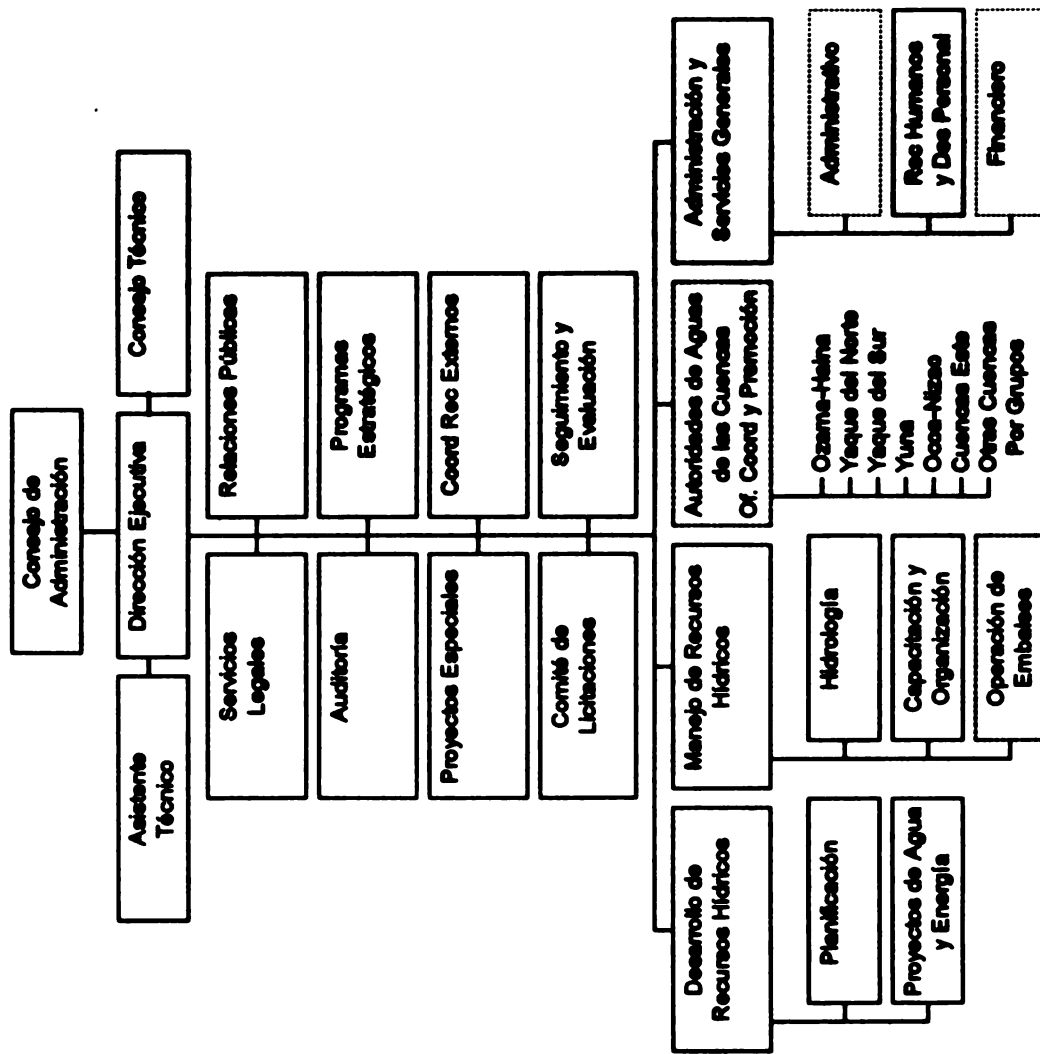 Consejo de
Administración
Asistente
Técnico
Dirección Ejecutiva
Consejo Técnico
Servicios
Legales
Relaciones Públicas
Auditoría
Programas
Estratégicos
Proyectos Especiales
Coord Rec Externos
Comité de
Licitaciones
Seguimiento y
Evaluación
Desarrollo de
Recursos Hídricos
Manejo de Recursos
Hídricos
Autoridades de Aguas
de las Cuencas
Of. Coord y Promoción
Administración y
Servicios Generales
Planificación
Proyectos de Agua
y Energía
Hidrología
Capacitación y
Organización
Operación de
Embalses
Ozama-Haina
Yaque del Norte
Yaque del Sur
Yuna
Ocoa-Nizao
Cuencas Este
Otras Cuencas
Por Grupos
Administrativo
Rec Humanos
y Des Personal
Financiero